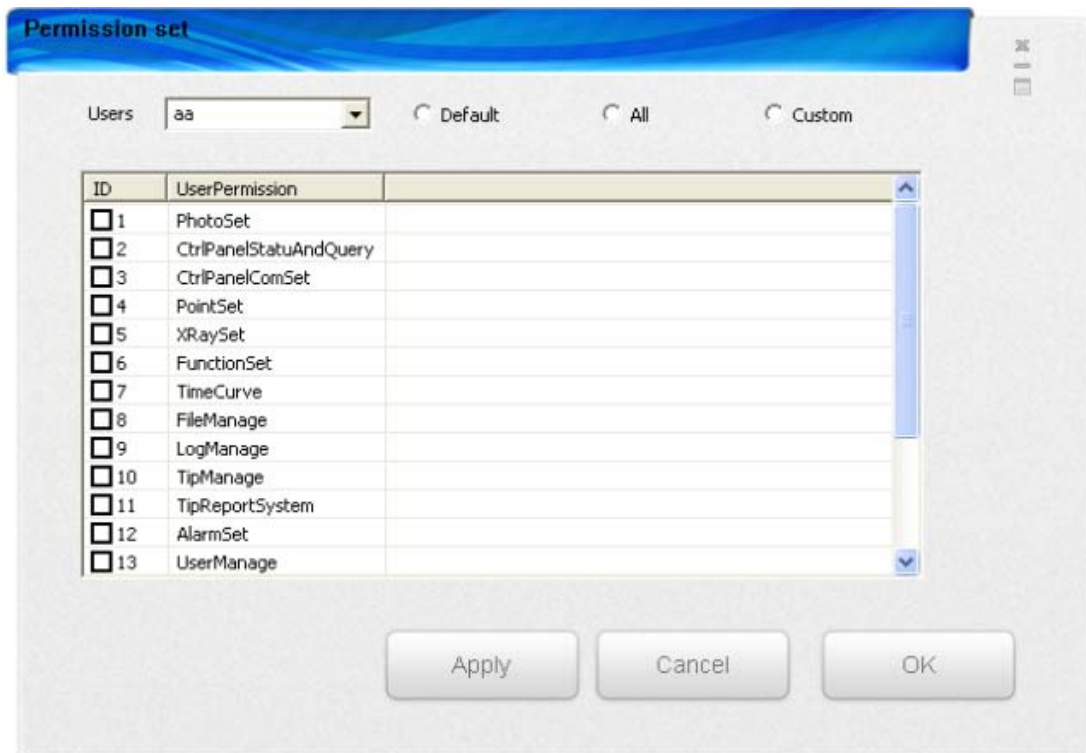 Permission set
Users aa Default All Custom
ID UserPermission
1 PhotoSet
2 CtrlPanelStatuAndQuery
3 CtrlPanelComSet
4 PointSet
5 XRaySet
6 FunctionSet
7 TimeCurve
8 FileManage
9 LogManage
10 TipManage
11 TipReportSystem
12 AlarmSet
13 UserManage
Apply Cancel OK